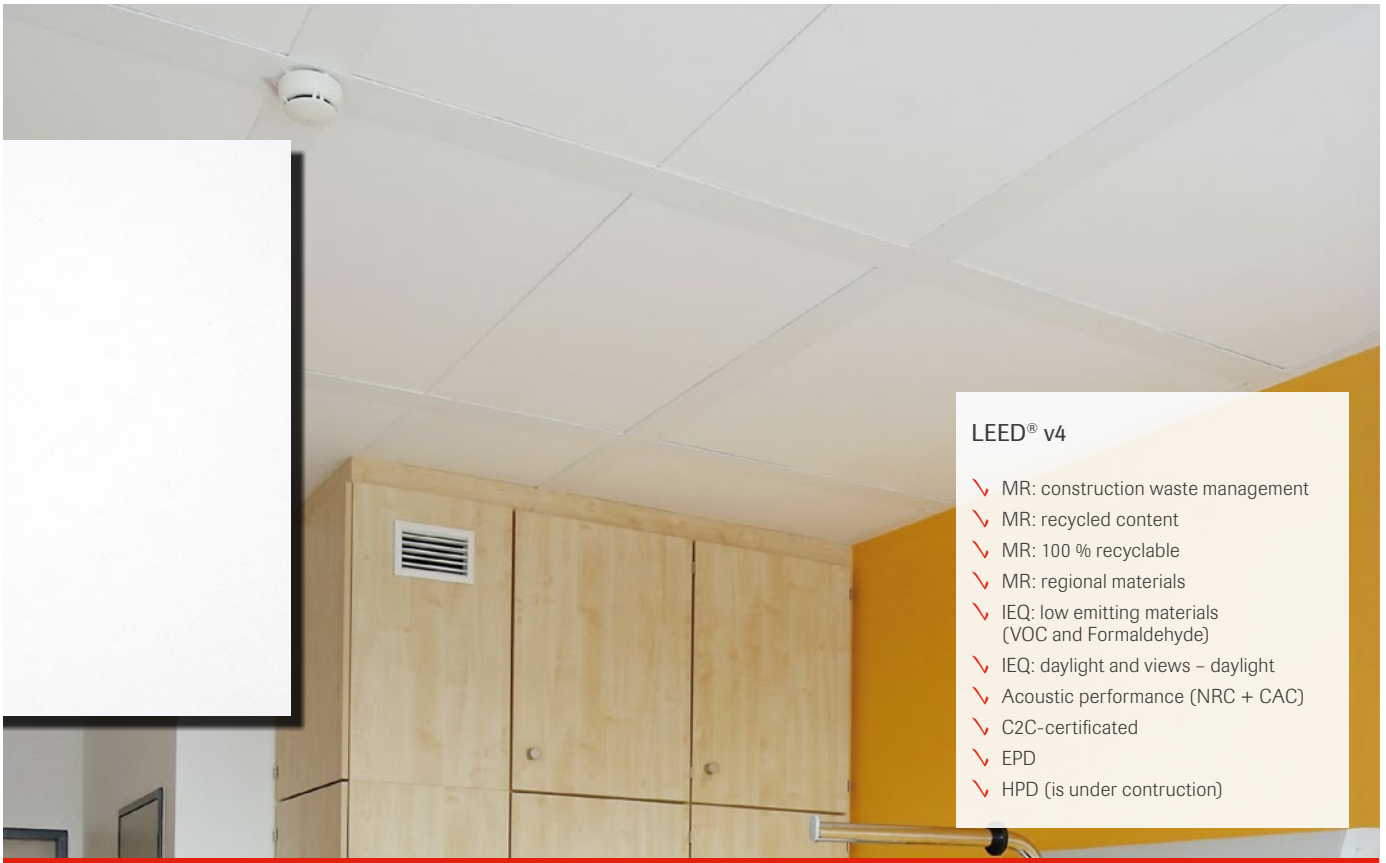 LEED® v4
MR: construction waste management
MR: recycled content
MR: 100 % recyclable
MR: regional materials
IEQ: low emitting materials
(VOC and Formaldehyde)
IEQ: daylight and views – daylight
Acoustic performance (NRC + CAC)
C2C-certificated
EPD
HPD (is under contruction)